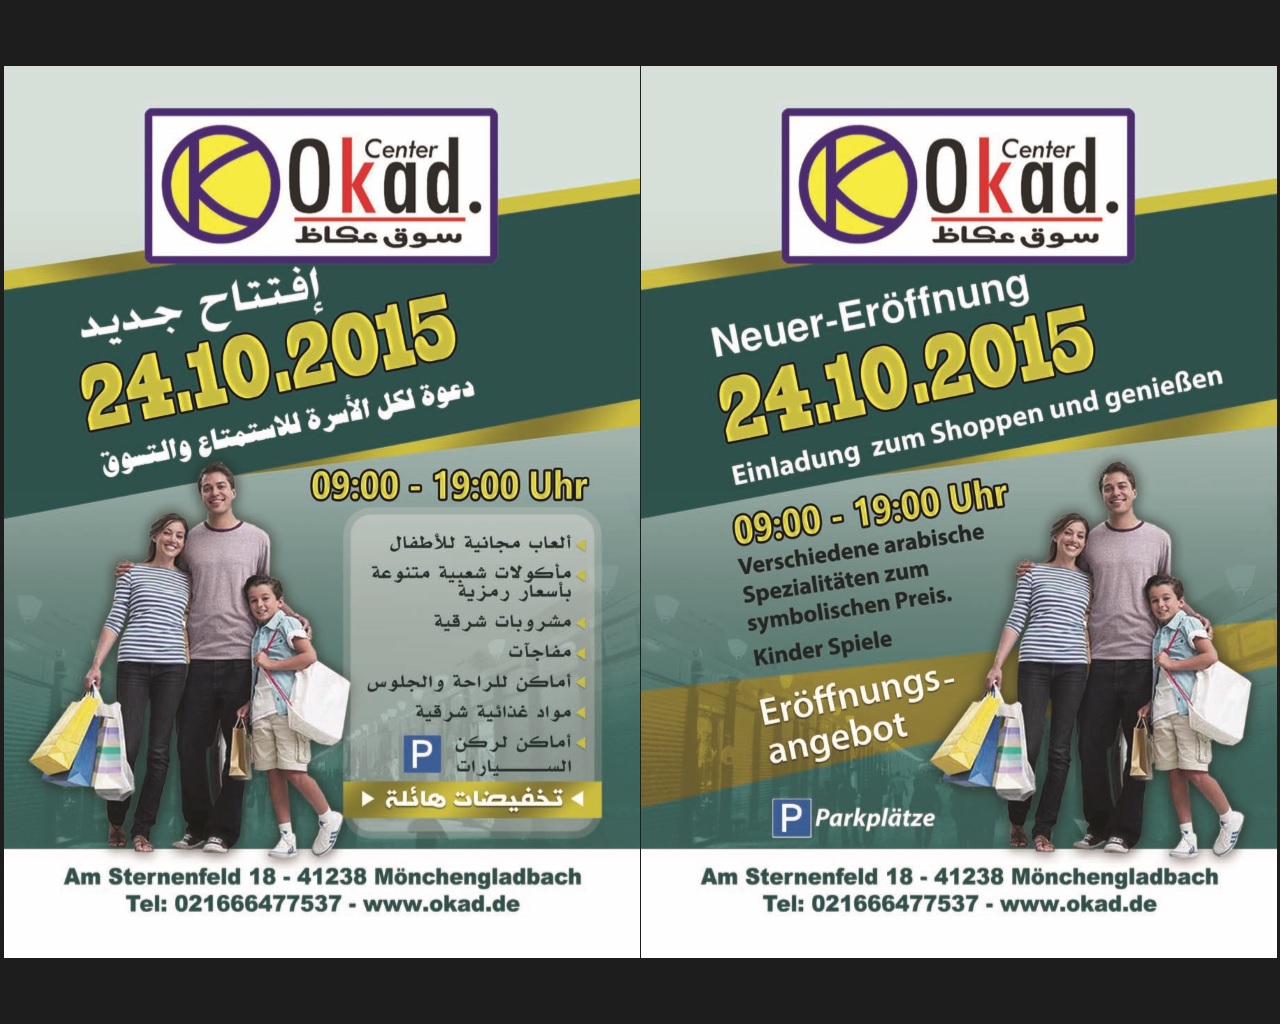 Okad.
Center
سوق عكاظ
إفتتاح جديد
24.10.2015
دعوة لكل الأسرة للاستمتاع والتسوق
09:00 - 19:00 Uhr
ألعاب مجانية للأطفال
مأكولات شعبية متنوعة
بأسعار رمزية
مشروبات شرقية
مفاجآت
أماكن للراحة والجلوس
مواد غذائية شرقية
أماكن لركن
السيارات
P
تخفيضات هائلة
Am Sternenfeld 18 - 41238 Mönchengladbach
Tel: 021666477537 - www.okad.de
Okad.
Center
سوق عكاظ
Neuer-Eröffnung
24.10.2015
Einladung zum Shoppen und genießen
09:00 - 19:00 Uhr
Verschiedene arabische
Spezialitäten zum
symbolischen Preis.
Kinder Spiele
Eröffnungs-
angebot
P Parkplätze
Am Sternenfeld 18 - 41238 Mönchengladbach
Tel: 021666477537 - www.okad.de